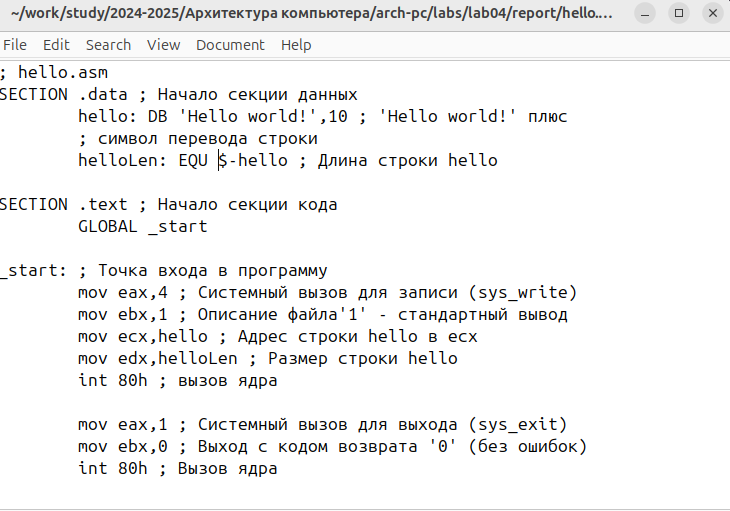 ~/work/study/2024-2025/Архитектура компьютера/arch-pc/labs/lab04/report/hello....
File Edit Search View Document Help
; hello.asm
SECTION .data ; Начало секции данных
hello: DB 'Hello world!',10 ; 'Hello world!' плюс
; символ перевода строки
helloLen: EQU $-hello ; Длина строки hello
SECTION .text ; Начало секции кода
GLOBAL _start
_start: ; Точка входа в программу
mov eax,4 ; Системный вызов для записи (sys_write)
mov ebx,1 ; Описание файла'1' - стандартный вывод
mov ecx,hello ; Адрес строки hello в ecx
mov edx,helloLen ; Размер строки hello
int 80h ; вызов ядра
mov eax,1 ; Системный вызов для выхода (sys_exit)
mov ebx,0 ; Выход с кодом возврата '0' (без ошибок)
int 80h ; Вызов ядра